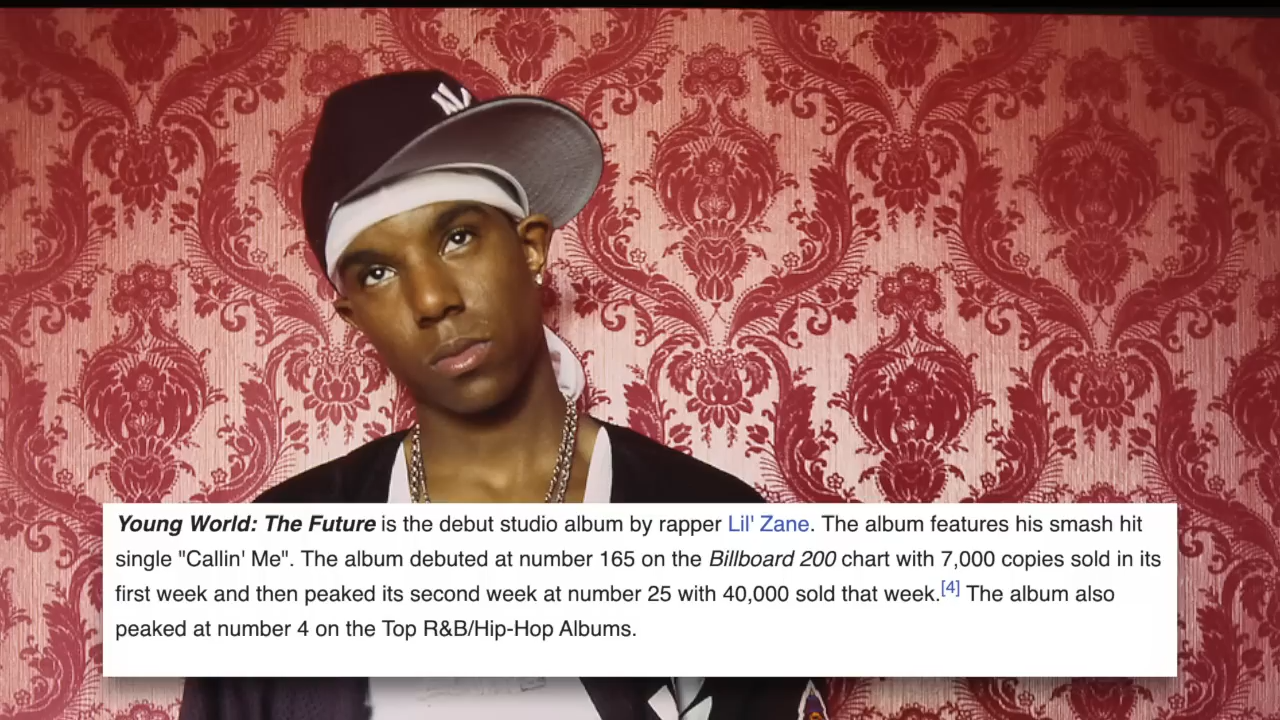 NY
Young World: The Future is the debut studio album by rapper Lil' Zane. The album features his smash hit
single "Callin' Me". The album debuted at number 165 on the Billboard 200 chart with 7,000 copies sold in its
first week and then peaked its second week at number 25 with 40,000 sold that week.[4] The album also
peaked at number 4 on the Top R&B/Hip-Hop Albums.